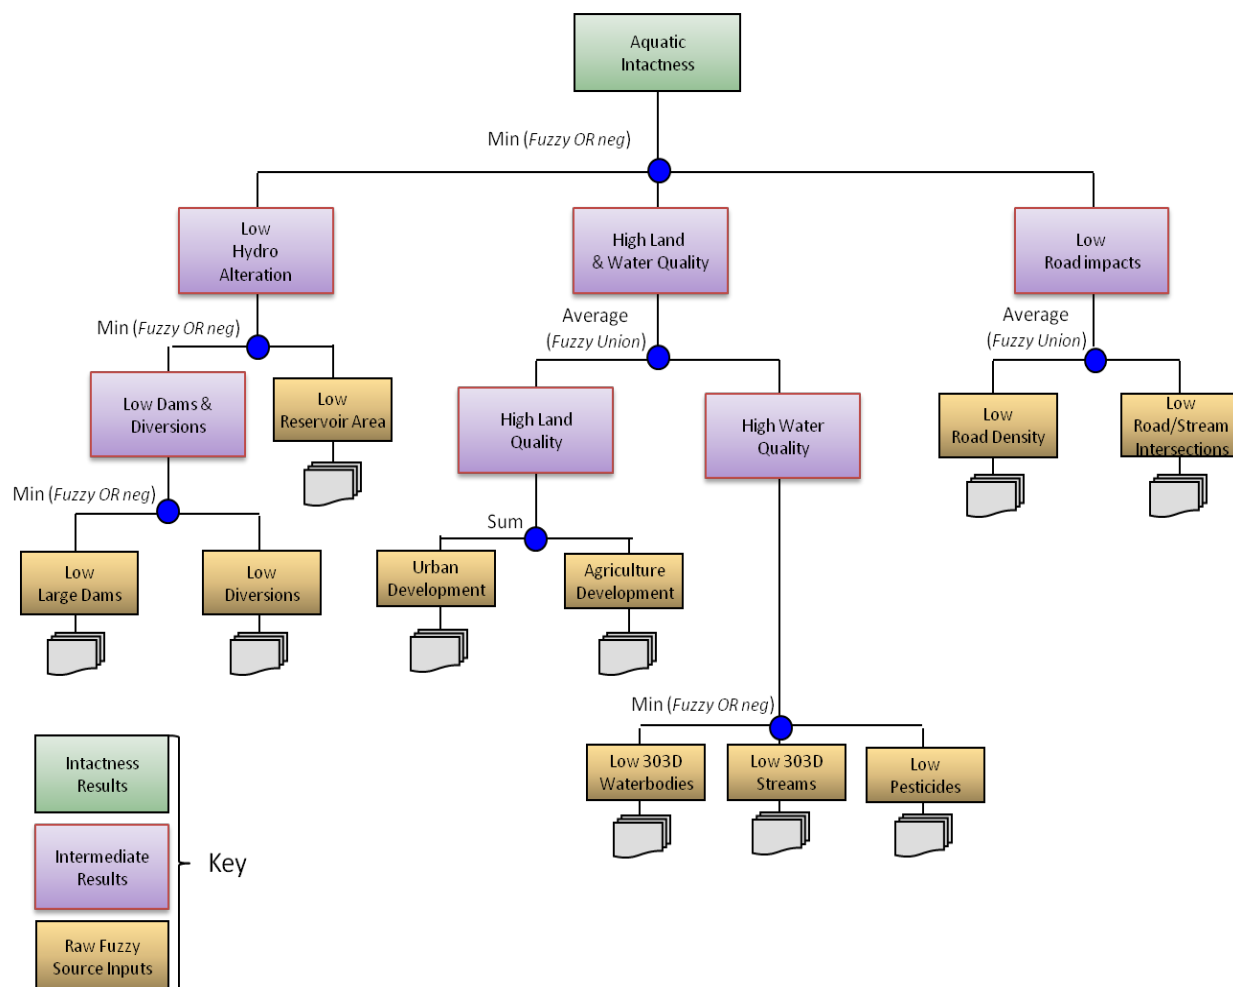 Aquatic
Intactness
Min (Fuzzy OR neg)
Low
Hydro
Alteration
High Land
& Water Quality
Low
Road impacts
Min (Fuzzy OR neg)
Average
(Fuzzy Union)
Average
(Fuzzy Union)
Low Dams &
Diversions
Low
Reservoir Area
High Land
Quality
High Water
Quality
Low
Road Density
Low
Road/Stream
Intersections
Min (Fuzzy OR neg)
Sum
Low
Large Dams
Low
Diversions
Urban
Development
Agriculture
Development
Min (Fuzzy OR neg)
Low 303D
Waterbodies
Low 303D
Streams
Low
Pesticides
Intactness
Results
Intermediate
Results
Key
Raw Fuzzy
Source Inputs